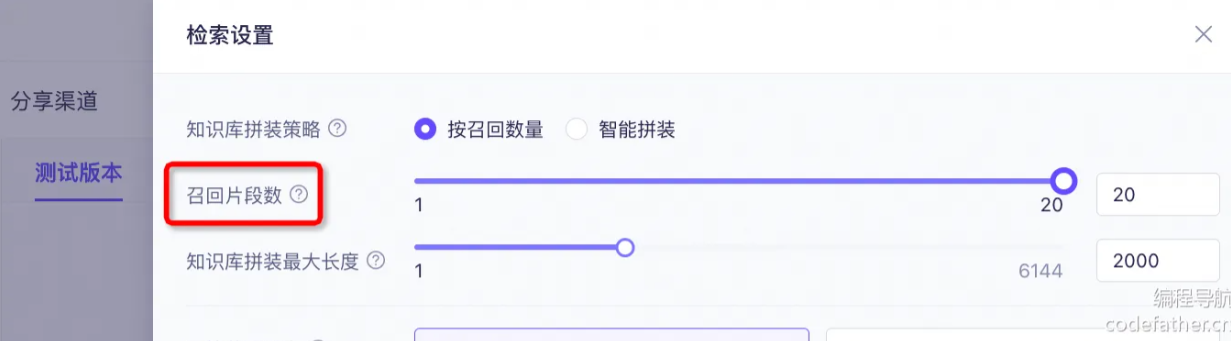 检索设置
分享渠道
知识库拼装策略 按召回数量 智能拼装
测试版本
召回片段数
1 20 20
知识库拼装最大长度
1 6144 2000
编程导航
codefather.cn